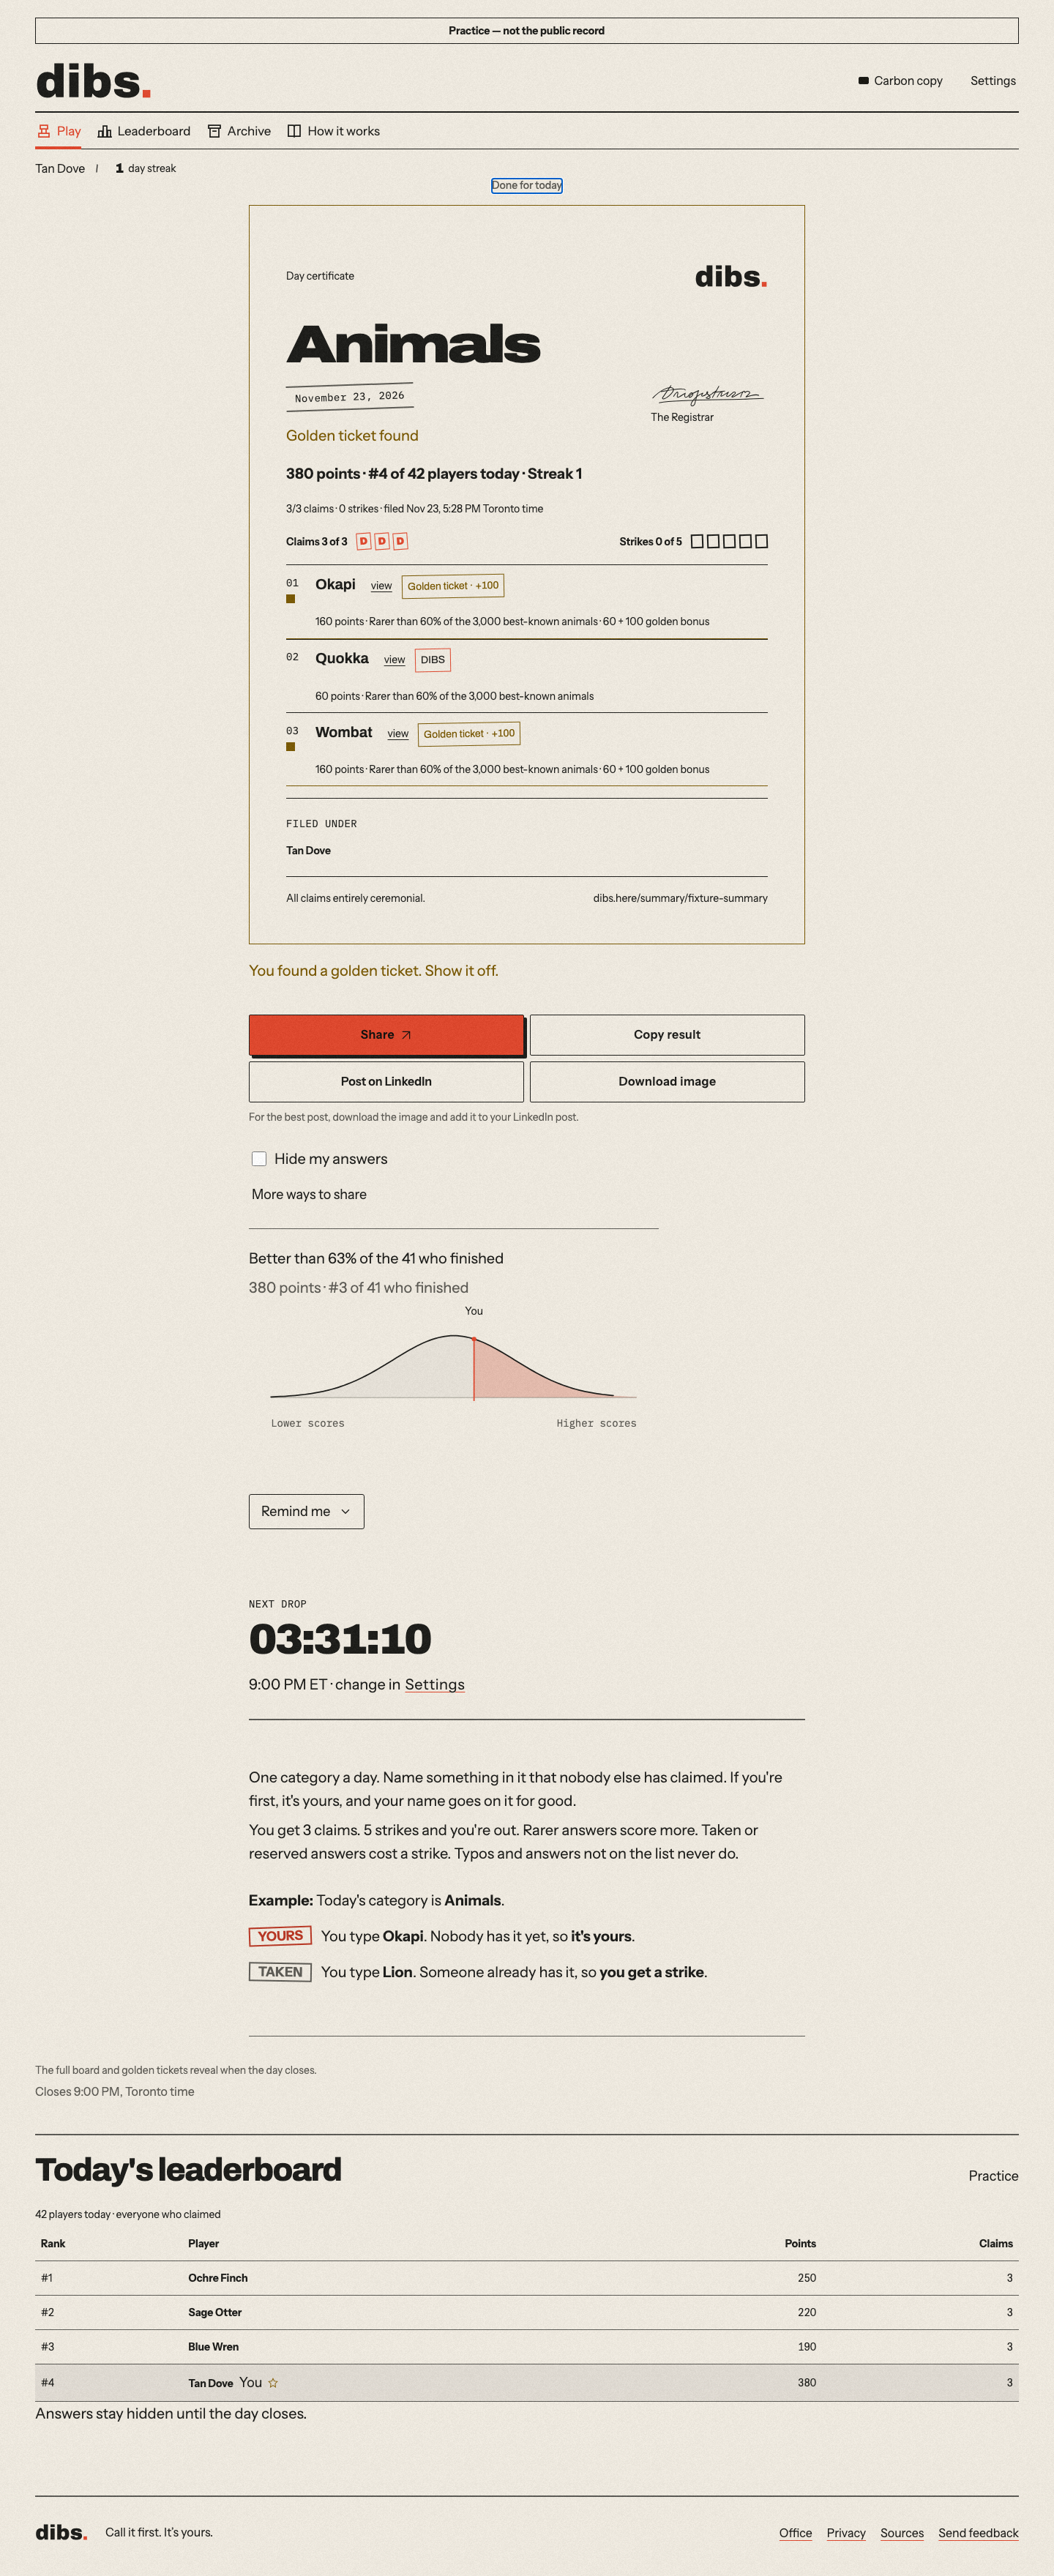 Practice — not the public record
dibs.
Carbon copy
Settings
Play
Leaderboard
Archive
How it works
Tan Dove / 1 day streak
Done for today
Day certificate
dibs.
Animals
November 23, 2026
The Registrar
Golden ticket found
380 points · #4 of 42 players today · Streak 1
3/3 claims · 0 strikes · filed Nov 23, 5:28 PM Toronto time
Claims 3 of 3 D D D
Strikes 0 of 5
01 Okapi view Golden ticket · +100
160 points · Rarer than 60% of the 3,000 best-known animals · 60 + 100 golden bonus
02 Quokka view DIBS
60 points · Rarer than 60% of the 3,000 best-known animals
03 Wombat view Golden ticket · +100
160 points · Rarer than 60% of the 3,000 best-known animals · 60 + 100 golden bonus
FILED UNDER
Tan Dove
All claims entirely ceremonial.
dibs.here/summary/fixture-summary
You found a golden ticket. Show it off.
Share
Copy result
Post on LinkedIn
Download image
For the best post, download the image and add it to your LinkedIn post.
Hide my answers
More ways to share
Better than 63% of the 41 who finished
380 points · #3 of 41 who finished
You
Lower scores
Higher scores
Remind me
NEXT DROP
03:31:10
9:00 PM ET · change in Settings
One category a day. Name something in it that nobody else has claimed. If you're
first, it's yours, and your name goes on it for good.
You get 3 claims. 5 strikes and you're out. Rarer answers score more. Taken or
reserved answers cost a strike. Typos and answers not on the list never do.
Example: Today's category is Animals.
YOURS You type Okapi. Nobody has it yet, so it's yours.
TAKEN You type Lion. Someone already has it, so you get a strike.
The full board and golden tickets reveal when the day closes.
Closes 9:00 PM, Toronto time
Today's leaderboard
Practice
42 players today · everyone who claimed
Rank Player Points Claims
#1 Ochre Finch 250 3
#2 Sage Otter 220 3
#3 Blue Wren 190 3
#4 Tan Dove You 380 3
Answers stay hidden until the day closes.
dibs. Call it first. It's yours.
Office Privacy Sources Send feedback